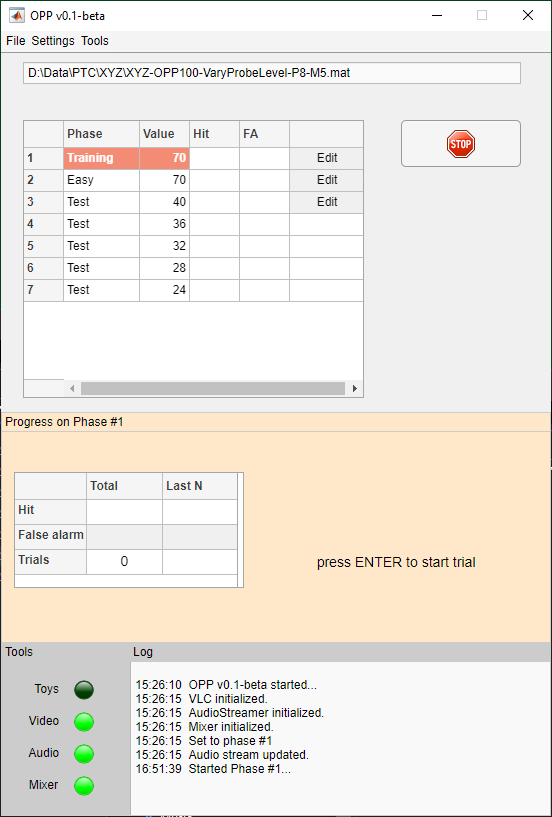 OPP v0.1-beta
File Settings Tools
D:\Data\PTC\XYZ\XYZ-OPP100-VaryProbeLevel-P8-M5.mat
Phase Value Hit FA
1 Training 70 Edit
2 Easy 70 Edit
3 Test 40 Edit
4 Test 36
5 Test 32
6 Test 28
7 Test 24
STOP
Progress on Phase #1
Total Last N
Hit
False alarm
Trials 0
press ENTER to start trial
Tools
Toys
Video
Audio
Mixer
Log
15:26:10 OPP v0.1-beta started...
15:26:15 VLC initialized.
15:26:15 AudioStreamer initialized.
15:26:15 Mixer initialized.
15:26:15 Set to phase #1
15:26:15 Audio stream updated.
16:51:39 Started Phase #1...